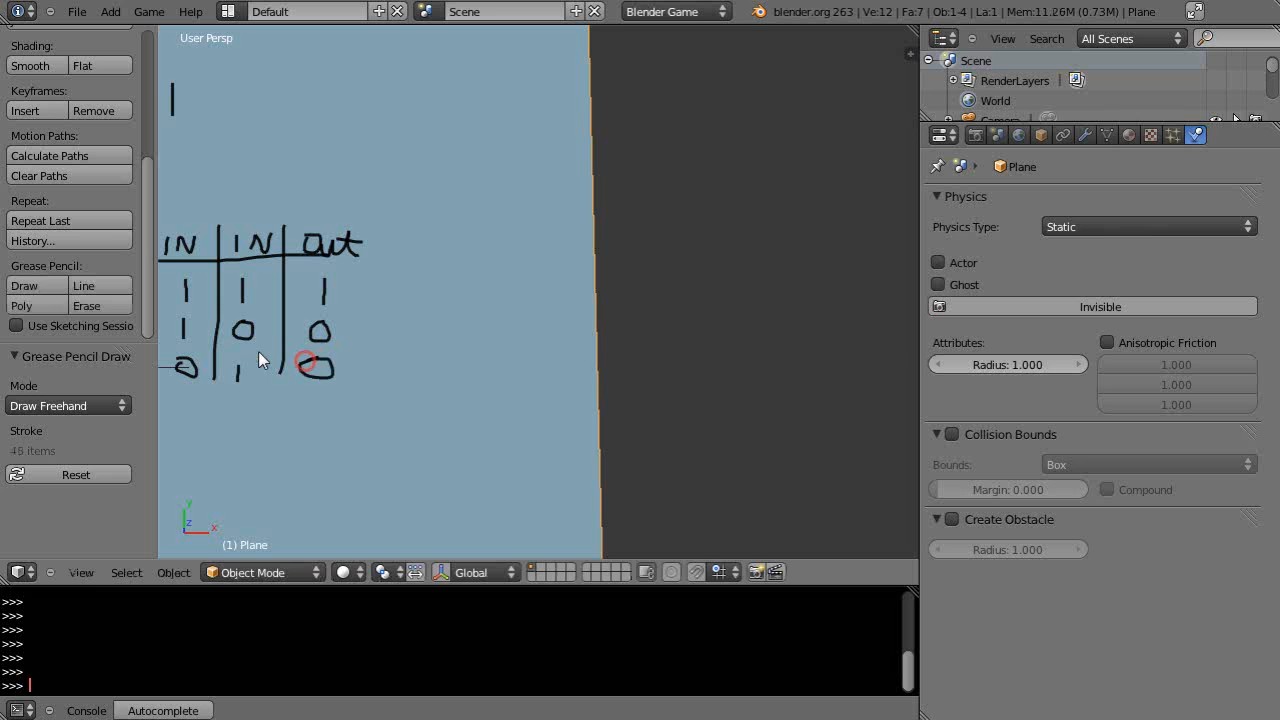 File Add Game Help Default Scene Blender Game blender.org 263 | Ve:12 | Fa:7 | Ob:1-4 | La:1 | Mem:11.26M (0.73M) | Plane
Shading:
Smooth Flat
Keyframes:
Insert Remove
Motion Paths:
Calculate Paths
Clear Paths
Repeat:
Repeat Last
History...
Grease Pencil:
Draw Line
Poly Erase
Use Sketching Sessio
Grease Pencil Draw
Mode
Draw Freehand
Stroke
45 items
Reset
User Persp
1
IN IN Out
1 1 1
1 0 0
0 1 0
y
z x
(1) Plane
View Select Object Object Mode Global
>>>
>>>
>>>
>>>
>>>
>>>
>>>
Console Autocomplete
View Search All Scenes
Scene
RenderLayers
World
Camera
Plane
Physics
Physics Type: Static
Actor
Ghost
Invisible
Attributes: Anisotropic Friction
Radius: 1.000 1.000
1.000
1.000
Collision Bounds
Bounds: Box
Margin: 0.000 Compound
Create Obstacle
Radius: 1.000